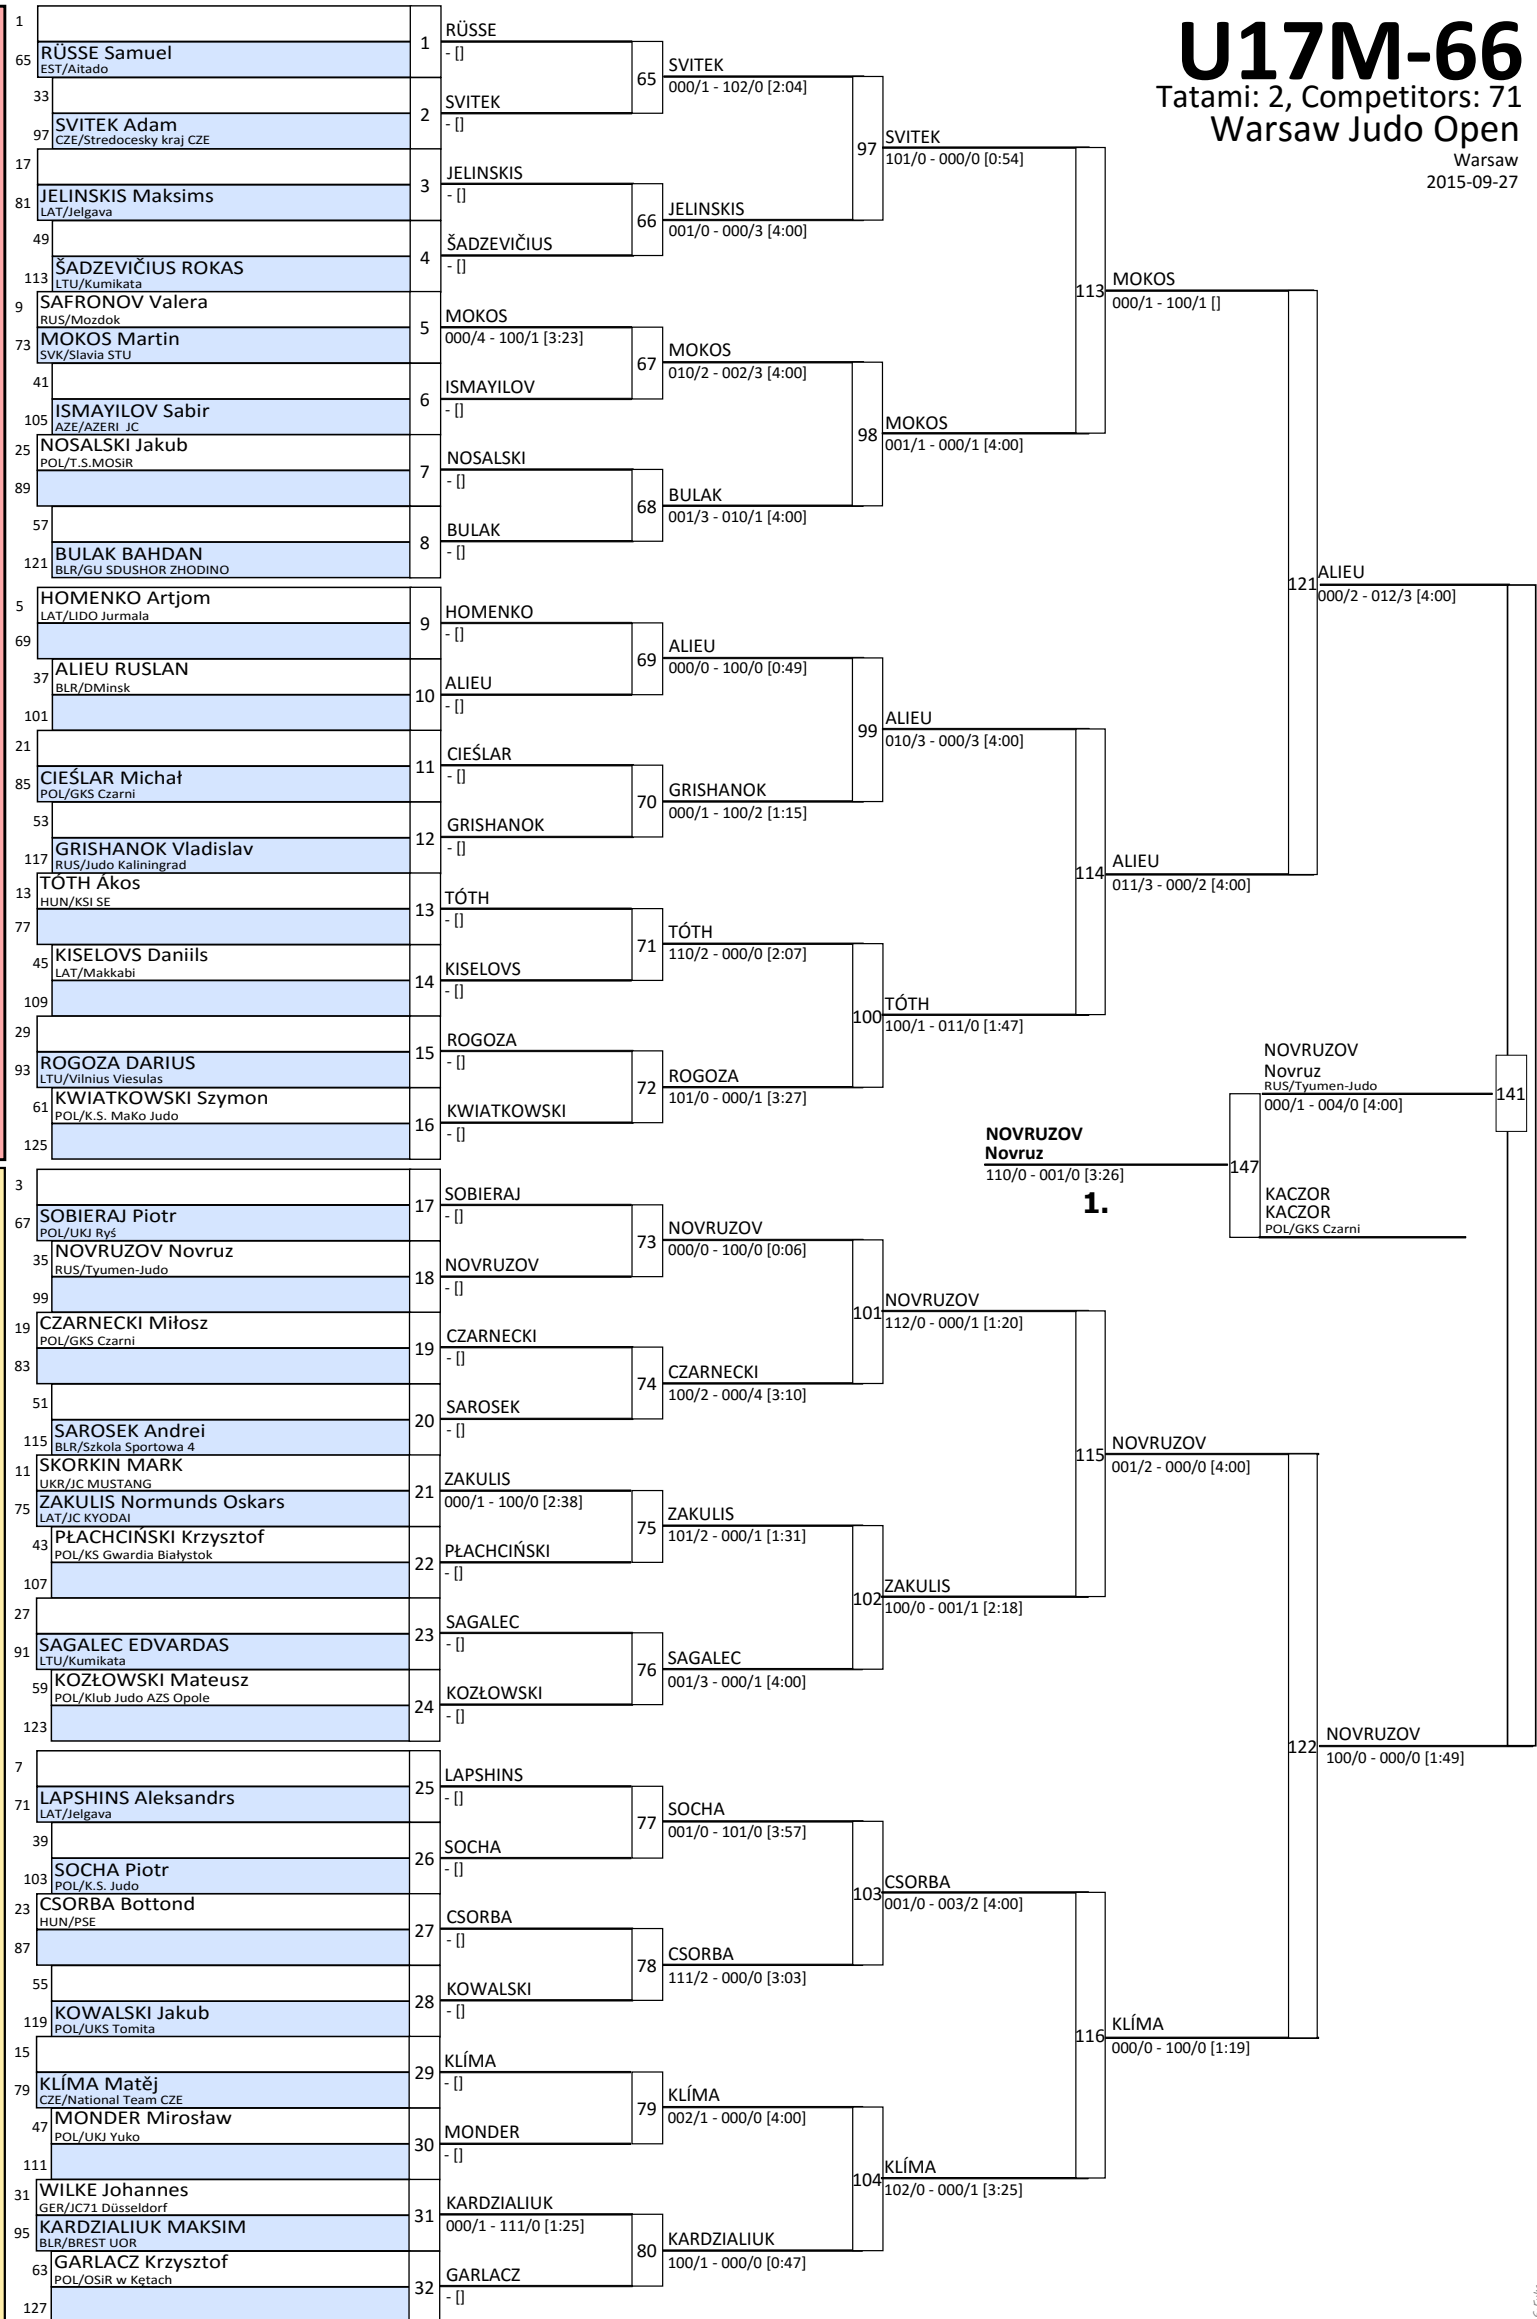 U17M-66
Tatami: 2, Competitors: 71
Warsaw Judo Open
Warsaw
2015-09-27
1
65 RÜSSE Samuel
EST/Aitado
33
97 SVITEK Adam
CZE/Stredocesky kraj CZE
17
81 JELINSKIS Maksims
LAT/Jelgava
49
113 ŠADZEVIČIUS ROKAS
LTU/Kumikata
9 SAFRONOV Valera
RUS/Mozdok
73 MOKOS Martin
SVK/Slavia STU
41
105 ISMAYILOV Sabir
AZE/AZERI JC
25 NOSALSKI Jakub
POL/T.S.MOSiR
89
57
121 BULAK BAHDAN
BLR/GU SDUSHOR ZHODINO
5 HOMENKO Artjom
LAT/LIDO Jurmala
69
37 ALIEU RUSLAN
BLR/DMinsk
101
21
85 CIEŚLAR Michał
POL/GKS Czarni
53
117 GRISHANOK Vladislav
RUS/Judo Kaliningrad
13 TÓTH Ákos
HUN/KSI SE
77
45 KISELOVS Daniils
LAT/Makkabi
109
29
93 ROGOZA DARIUS
LTU/Vilnius Viesulas
61 KWIATKOWSKI Szymon
POL/K.S. MaKo Judo
125
3
67 SOBIERAJ Piotr
POL/UKJ Ryś
35 NOVRUZOV Novruz
RUS/Tyumen-Judo
99
19 CZARNECKI Miłosz
POL/GKS Czarni
83
51
115 SAROSEK Andrei
BLR/Szkola Sportowa 4
11 SKORKIN MARK
UKR/JC MUSTANG
75 ZAKULIS Normunds Oskars
LAT/JC KYODAI
43 PŁACHCIŃSKI Krzysztof
POL/KS Gwardia Białystok
107
27
91 SAGALEC EDVARDAS
LTU/Kumikata
59 KOZŁOWSKI Mateusz
POL/Klub Judo AZS Opole
123
7
71 LAPSHINS Aleksandrs
LAT/Jelgava
39
103 SOCHA Piotr
POL/K.S. Judo
23 CSORBA Bottond
HUN/PSE
87
55
119 KOWALSKI Jakub
POL/UKS Tomita
15
79 KLÍMA Matěj
CZE/National Team CZE
47 MONDER Mirosław
POL/UKJ Yuko
111
31 WILKE Johannes
GER/JC71 Düsseldorf
95 KARDZIALIUK MAKSIM
BLR/BREST UOR
63 GARLACZ Krzysztof
POL/OSiR w Kętach
127
1 RÜSSE
- []
2 SVITEK
- []
3 JELINSKIS
- []
4 ŠADZEVIČIUS
- []
5 MOKOS
000/4 - 100/1 [3:23]
6 ISMAYILOV
- []
7 NOSALSKI
- []
8 BULAK
- []
9 HOMENKO
- []
10 ALIEU
- []
11 CIEŚLAR
- []
12 GRISHANOK
- []
13 TÓTH
- []
14 KISELOVS
- []
15 ROGOZA
- []
16 KWIATKOWSKI
- []
17 SOBIERAJ
- []
18 NOVRUZOV
- []
19 CZARNECKI
- []
20 SAROSEK
- []
21 ZAKULIS
000/1 - 100/0 [2:38]
22 PŁACHCIŃSKI
- []
23 SAGALEC
- []
24 KOZŁOWSKI
- []
25 LAPSHINS
- []
26 SOCHA
- []
27 CSORBA
- []
28 KOWALSKI
- []
29 KLÍMA
- []
30 MONDER
- []
31 KARDZIALIUK
000/1 - 111/0 [1:25]
32 GARLACZ
- []
65 SVITEK
000/1 - 102/0 [2:04]
66 JELINSKIS
001/0 - 000/3 [4:00]
67 MOKOS
010/2 - 002/3 [4:00]
68 BULAK
001/3 - 010/1 [4:00]
69 ALIEU
000/0 - 100/0 [0:49]
70 GRISHANOK
000/1 - 100/2 [1:15]
71 TÓTH
110/2 - 000/0 [2:07]
72 ROGOZA
101/0 - 000/1 [3:27]
73 NOVRUZOV
000/0 - 100/0 [0:06]
74 CZARNECKI
100/2 - 000/4 [3:10]
75 ZAKULIS
101/2 - 000/1 [1:31]
76 SAGALEC
001/3 - 000/1 [4:00]
77 SOCHA
001/0 - 101/0 [3:57]
78 CSORBA
111/2 - 000/0 [3:03]
79 KLÍMA
002/1 - 000/0 [4:00]
80 KARDZIALIUK
100/1 - 000/0 [0:47]
97 SVITEK
101/0 - 000/0 [0:54]
98 MOKOS
001/1 - 000/1 [4:00]
99 ALIEU
010/3 - 000/3 [4:00]
100 TÓTH
100/1 - 011/0 [1:47]
101 NOVRUZOV
112/0 - 000/1 [1:20]
102 ZAKULIS
100/0 - 001/1 [2:18]
103 CSORBA
001/0 - 003/2 [4:00]
104 KLÍMA
102/0 - 000/1 [3:25]
113 MOKOS
000/1 - 100/1 []
114 ALIEU
011/3 - 000/2 [4:00]
115 NOVRUZOV
001/2 - 000/0 [4:00]
116 KLÍMA
000/0 - 100/0 [1:19]
121 ALIEU
000/2 - 012/3 [4:00]
122 NOVRUZOV
100/0 - 000/0 [1:49]
141
NOVRUZOV
Novruz
RUS/Tyumen-Judo
000/1 - 004/0 [4:00]
147
NOVRUZOV
Novruz
110/0 - 001/0 [3:26]
1.
KACZOR
KACZOR
POL/GKS Czarni